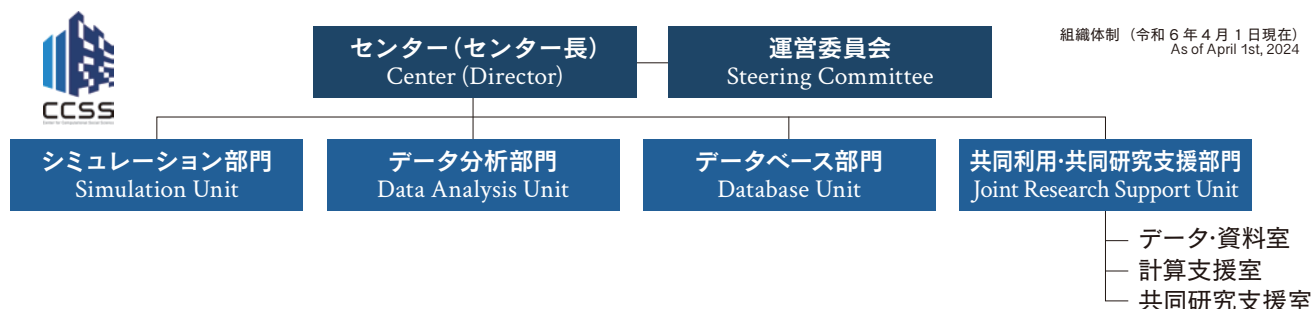 組織体制（令和6年4月1日現在）
As of April 1st, 2024
CCSS
Center for Computational Social Science
センター（センター長）
Center (Director)
運営委員会
Steering Committee
シミュレーション部門
Simulation Unit
データ分析部門
Data Analysis Unit
データベース部門
Database Unit
共同利用・共同研究支援部門
Joint Research Support Unit
データ・資料室
計算支援室
共同研究支援室